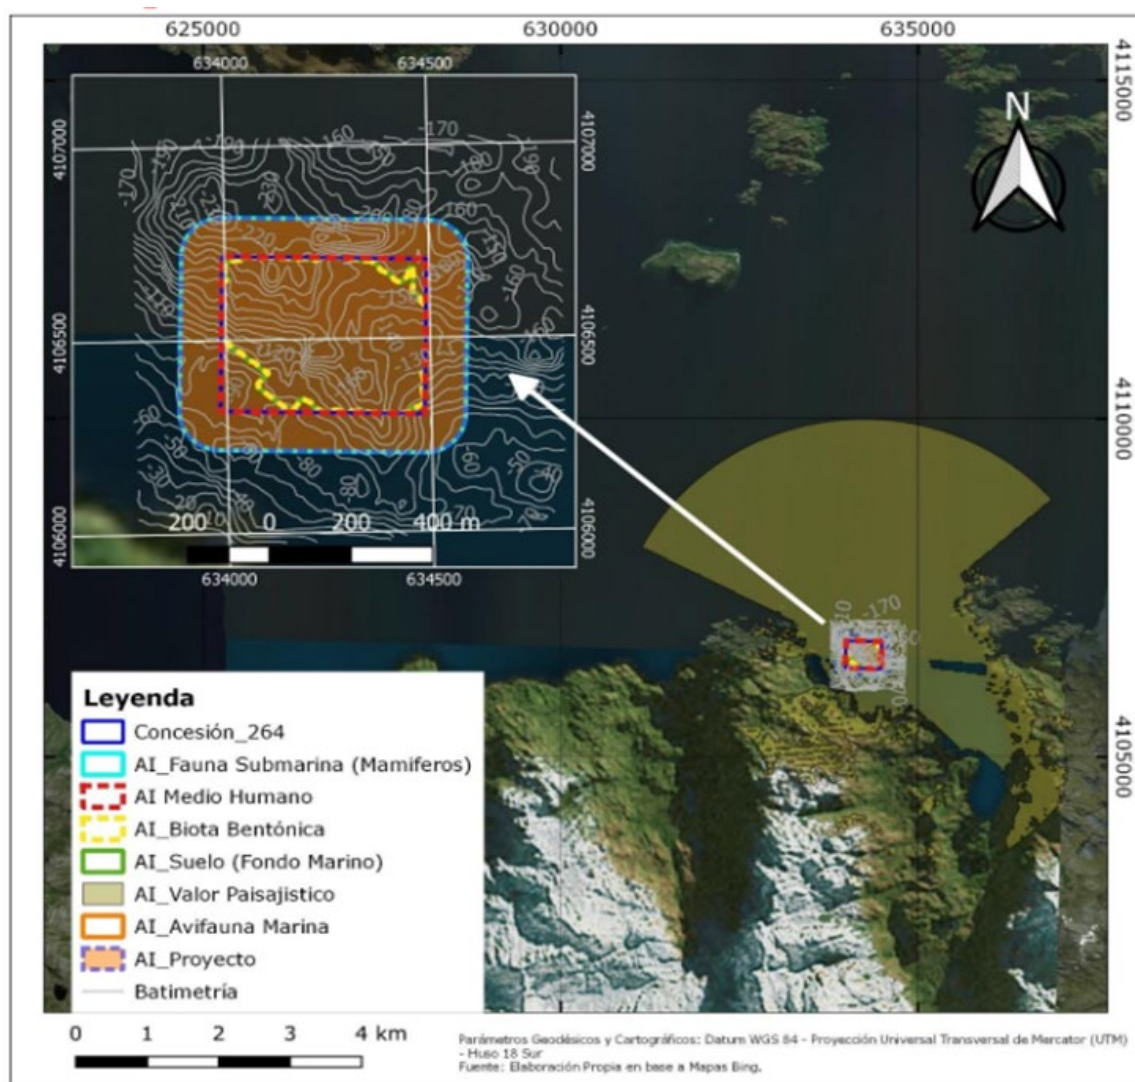 625000 630000 635000
634000 634500
4115000
N
4107000
4107000
4106500
4106500
4110000
4106000
4106000
200 0 200 400 m
634000 634500
-170
4105000
Leyenda
Concesión_264
AI_Fauna Submarina (Mamiferos)
AI Medio Humano
AI_Biota Bentónica
AI_Suelo (Fondo Marino)
AI_Valor Paisajistico
AI_Avifauna Marina
AI_Proyecto
Batimetría
0 1 2 3 4 km
Parámetros Geodésicos y Cartográficos: Datum WGS 84 - Proyección Universal Transversal de Mercator (UTM)
- Huso 18 Sur
Fuente: Elaboración Propia en base a Mapas Bing.